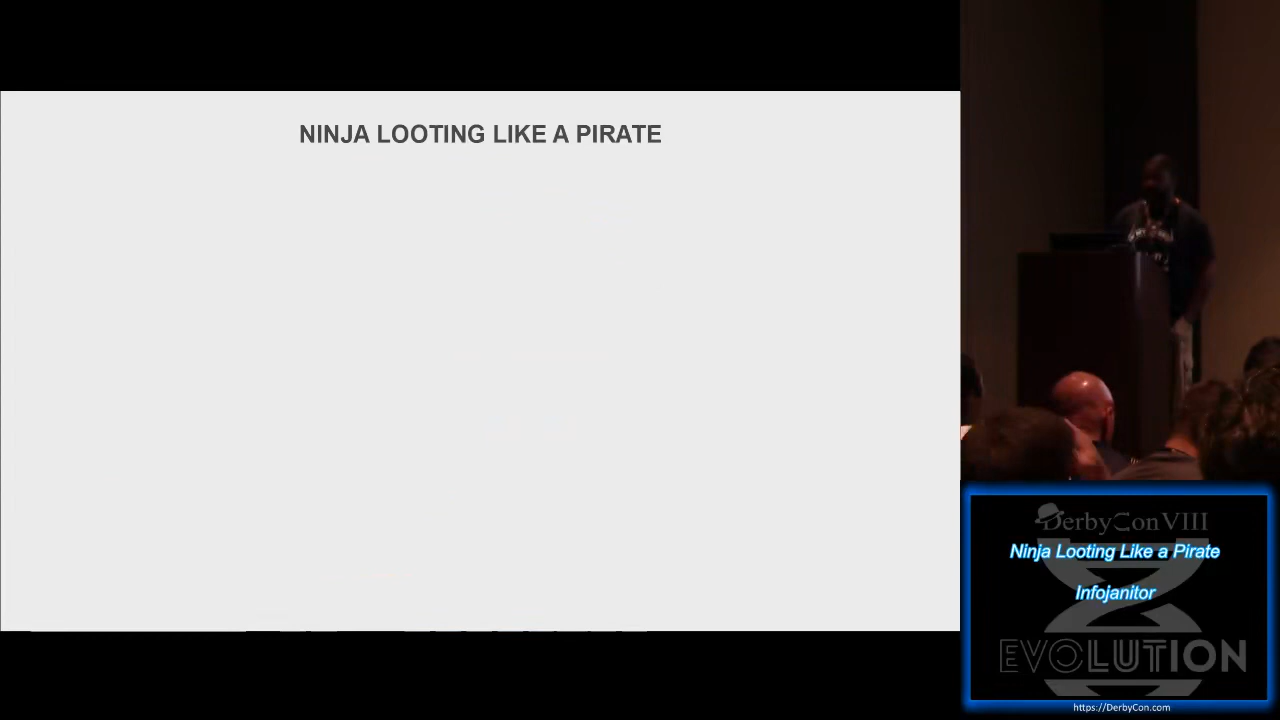 NINJA LOOTING LIKE A PIRATE
DerbyCon VIII
Ninja Looting Like a Pirate
Infojanitor
EVOLUTION
https://DerbyCon.com